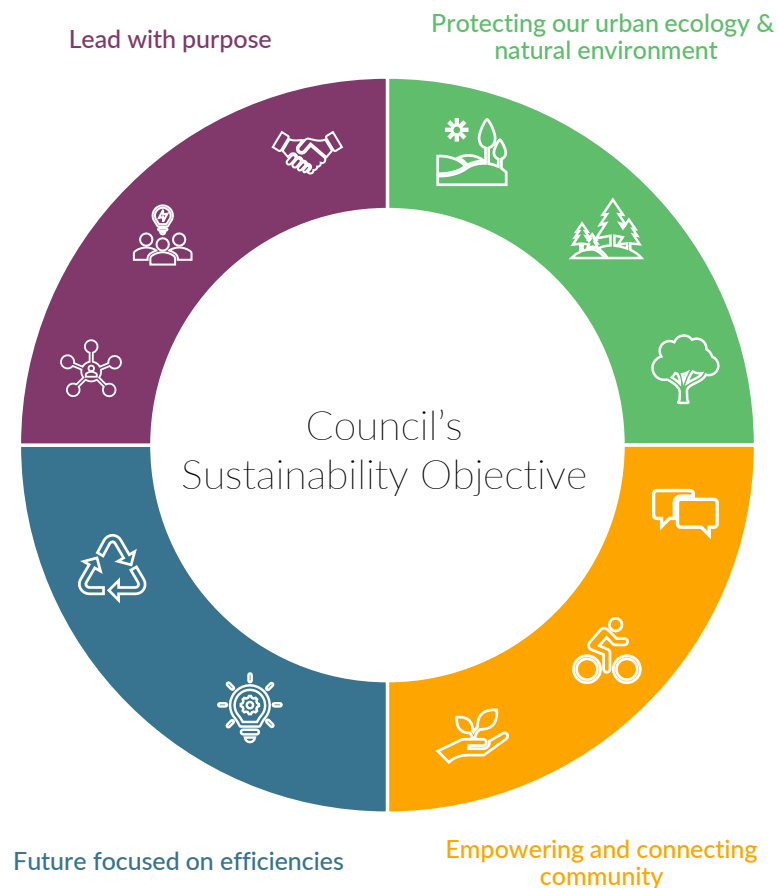 Lead with purpose
Protecting our urban ecology &
natural environment
Council’s
Sustainability Objective
Future focused on efficiencies
Empowering and connecting
community